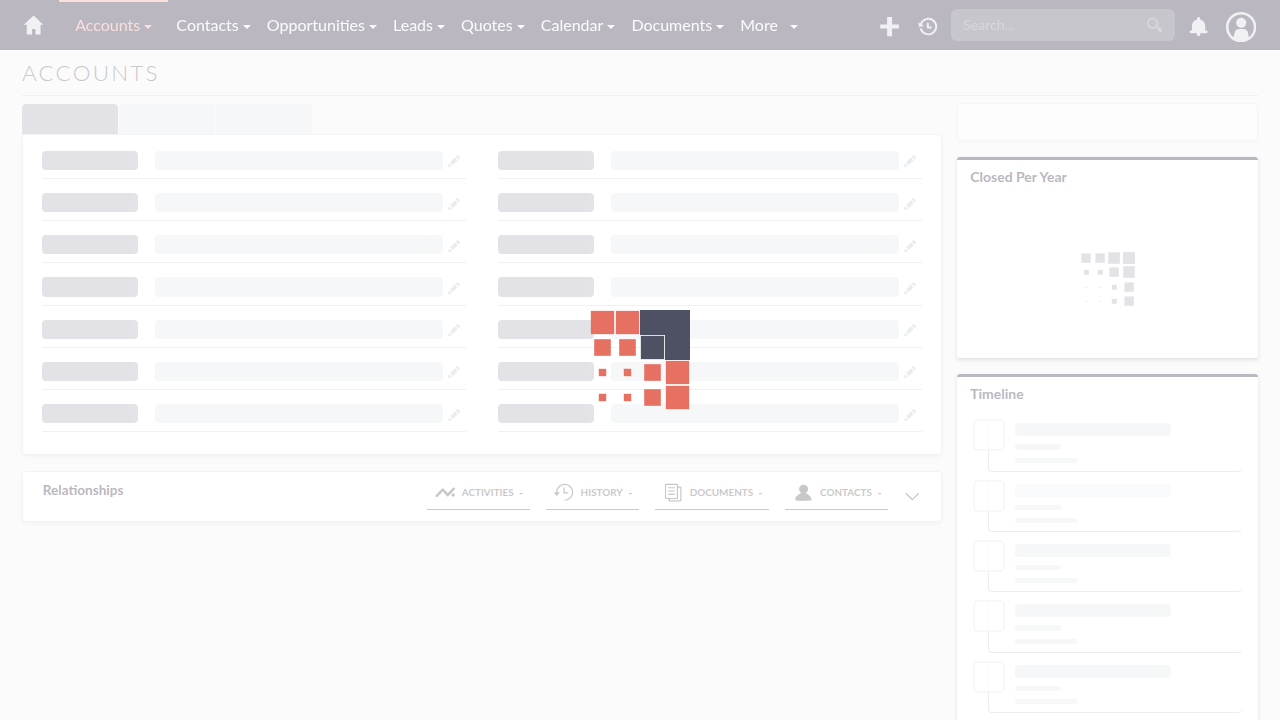 Accounts Contacts Opportunities Leads Quotes Calendar Documents More Search...
ACCOUNTS
Closed Per Year
Timeline
Relationships ACTIVITIES - HISTORY - DOCUMENTS - CONTACTS -